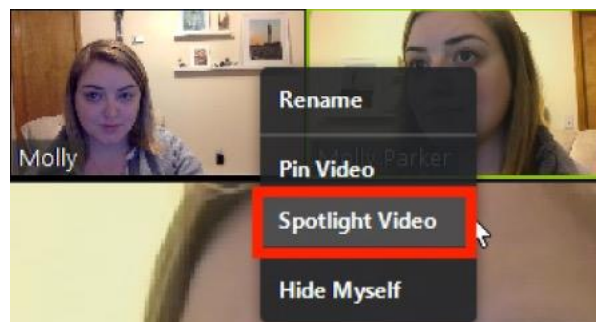 Rename
Molly
Molly Parker
Pin Video
Spotlight Video
Hide Myself